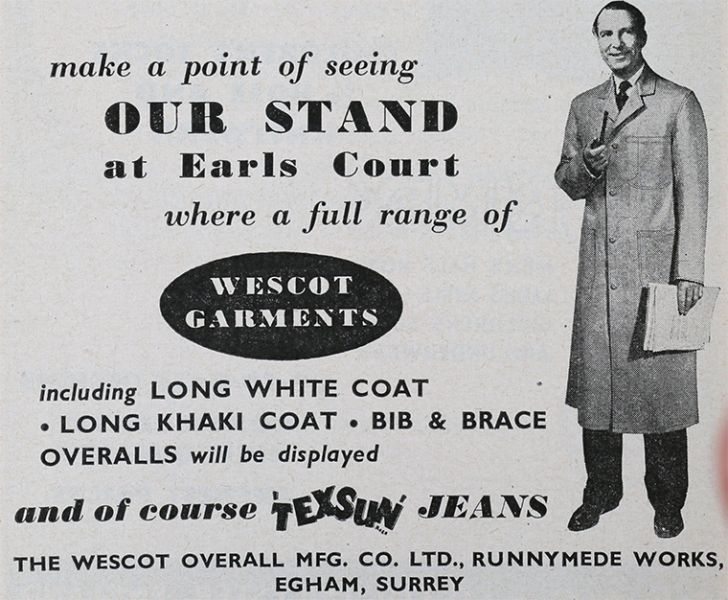 make a point of seeing
OUR STAND
at Earls Court
where a full range of
WESCOT
GARMENTS
including LONG WHITE COAT
• LONG KHAKI COAT • BIB & BRACE
OVERALLS will be displayed
and of course 'TEXSUN' JEANS
THE WESCOT OVERALL MFG. CO. LTD., RUNNYMEDE WORKS,
EGHAM, SURREY